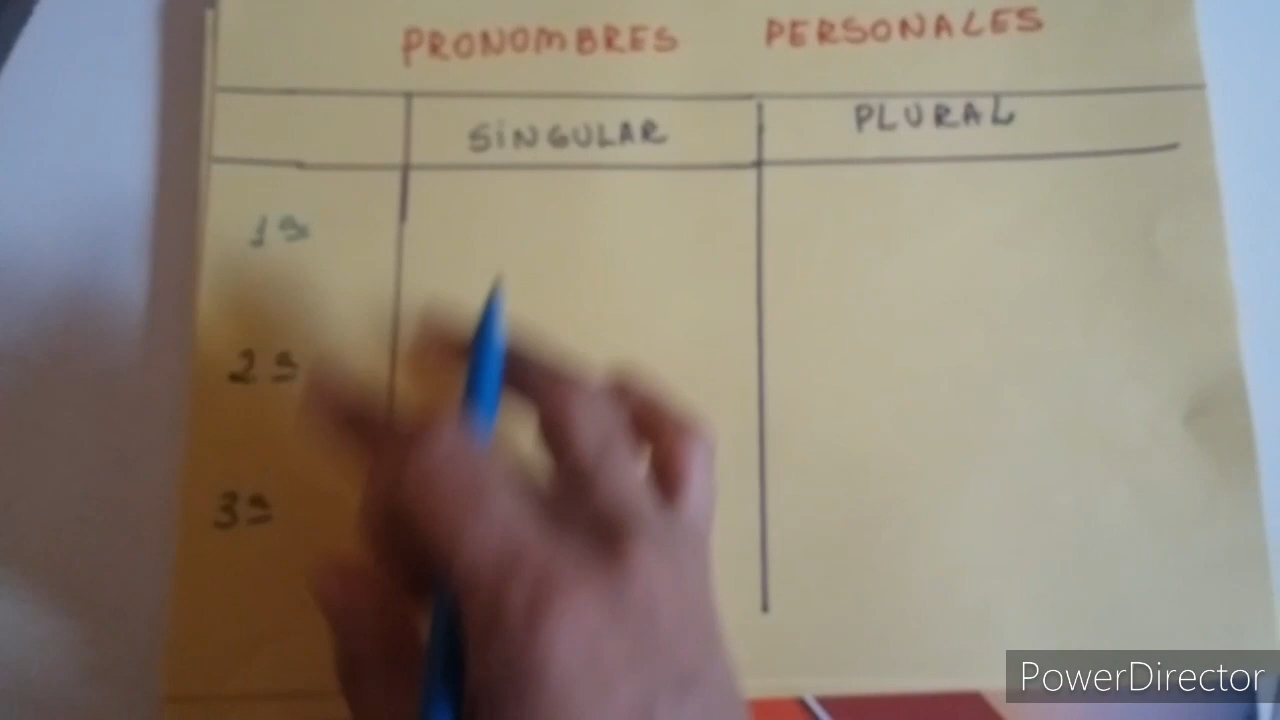 PRONOMBRES PERSONALES
SiNGULAR PLURAL
1ª
2ª
3ª
PowerDirector